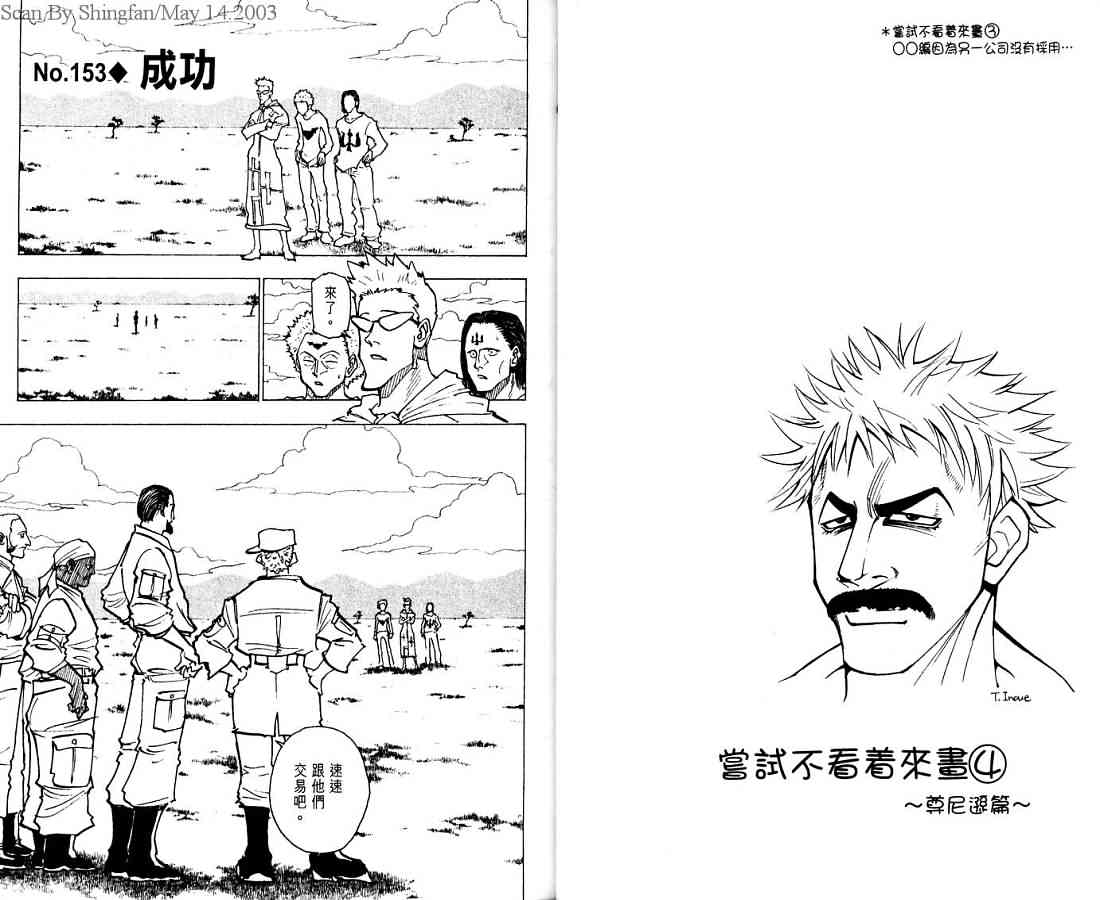 Scan By Shingfan/May 14.2003
*嘗試不看着來畫③
〇〇編因為另一公司沒有採用…
T. Inoue
嘗試不看着來畫④
～尊尼遜篇～
No.153◆ 成功
來了。
速速
跟他們
交易吧。